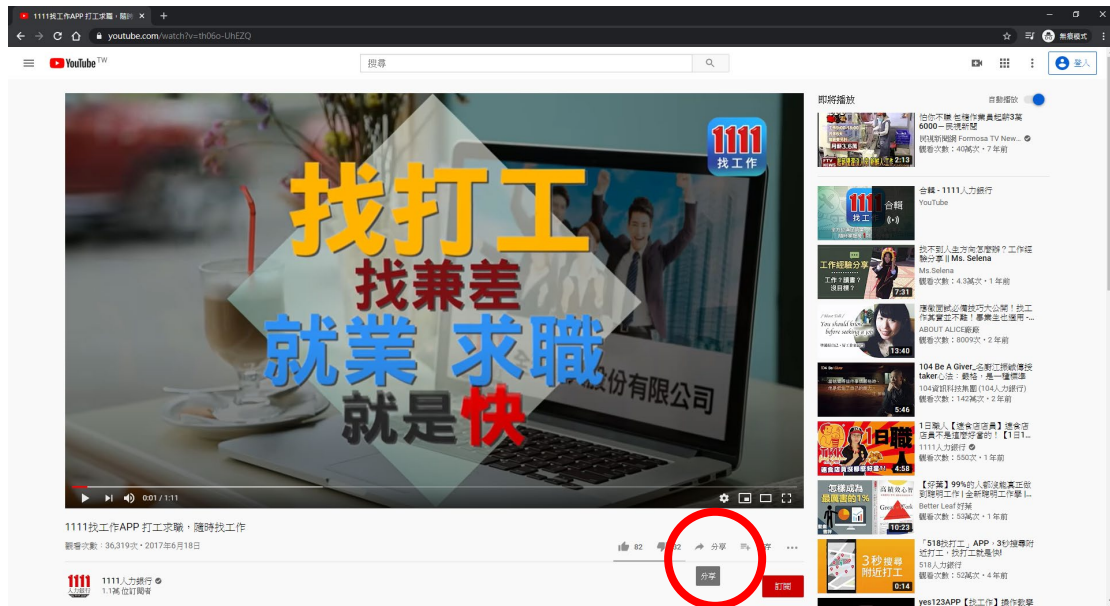 1111找工作APP 打工求職，隨時
youtube.com/watch?v=th06o-UhEZQ
無痕模式
YouTube TW
搜尋
登入
1111
找工作
找打工
找兼差
就業 求職
就是快
份有限公司
0:01 / 1:11
1111找工作APP 打工求職，隨時找工作
觀看次數：36,319次・2017年6月18日
82
32
分享
分享
1111
人力銀行
1111人力銀行
1.1萬 位訂閱者
訂閱
即將播放
自動播放
怕你不嫌 包種作業員起薪3萬
6000－民視新聞
民視新聞網 Formosa TV New...
觀看次數：40萬次・7 年前
2:13
合輯 - 1111人力銀行
YouTube
1111
合輯
找工
找不到人生方向怎麼辦？工作經
驗分享 || Ms. Selena
Ms.Selena
觀看次數：4.3萬次・1 年前
工作經驗分享
工作？讀書？
沒目標？
7:31
應徵面試必備技巧大公開！找工
作其實並不難！畢業生也適用 -...
ABOUT ALICE廄廄
觀看次數：8009次・2 年前
You should know
before seeking a job
13:40
104 Be A Giver_名廚江振誠傳授
taker心法：嚴格，是一種標準
104資訊科技集團 (104人力銀行)
觀看次數：142萬次・2 年前
5:46
1日職人【速食店店員】速食店
店員不是這麼好當的！【1日1...
1111人力銀行
觀看次數：550次・1 年前
1日職
4:58
【好葉】99%的人都沒能真正做
到聰明工作 | 全新聰明工作學 |...
Better Leaf 好葉
觀看次數：53萬次・1 年前
怎樣成為
最厲害的1%
10:23
「518找打工」APP，3秒搜尋附
近打工，找打工就是快!
518人力銀行
觀看次數：52萬次・4 年前
3秒搜尋
附近打工
0:14
yes123APP【找工作】操作教學